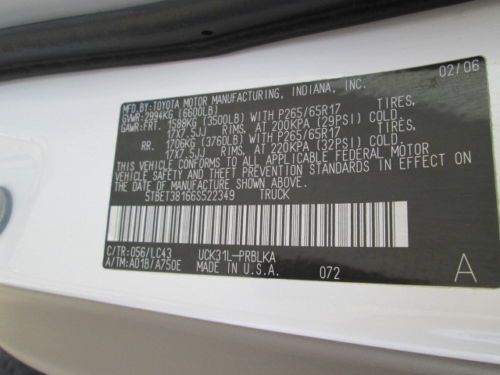 02/06
MFD. BY: TOYOTA MOTOR MANUFACTURING, INDIANA, INC.
GVWR: 2994KG (6600LB)
GAWR: FRT. 1588KG (3500LB) WITH P265/65R17 TIRES,
17X7.5JJ RIMS, AT 200KPA (29PSI) COLD.
RR. 1706KG (3760LB) WITH P265/65R17 TIRES,
17X7.5JJ RIMS, AT 220KPA (32PSI) COLD.
THIS VEHICLE CONFORMS TO ALL APPLICABLE FEDERAL MOTOR
VEHICLE SAFETY AND THEFT PREVENTION STANDARDS IN EFFECT
ON THE DATE OF MANUFACTURE SHOWN ABOVE.
5TBET38166S522349 TRUCK
C/TR: 056/LC43 UCK31L-PRBLKA
A/TM: A01B/A750E MADE IN U.S.A. 072 A